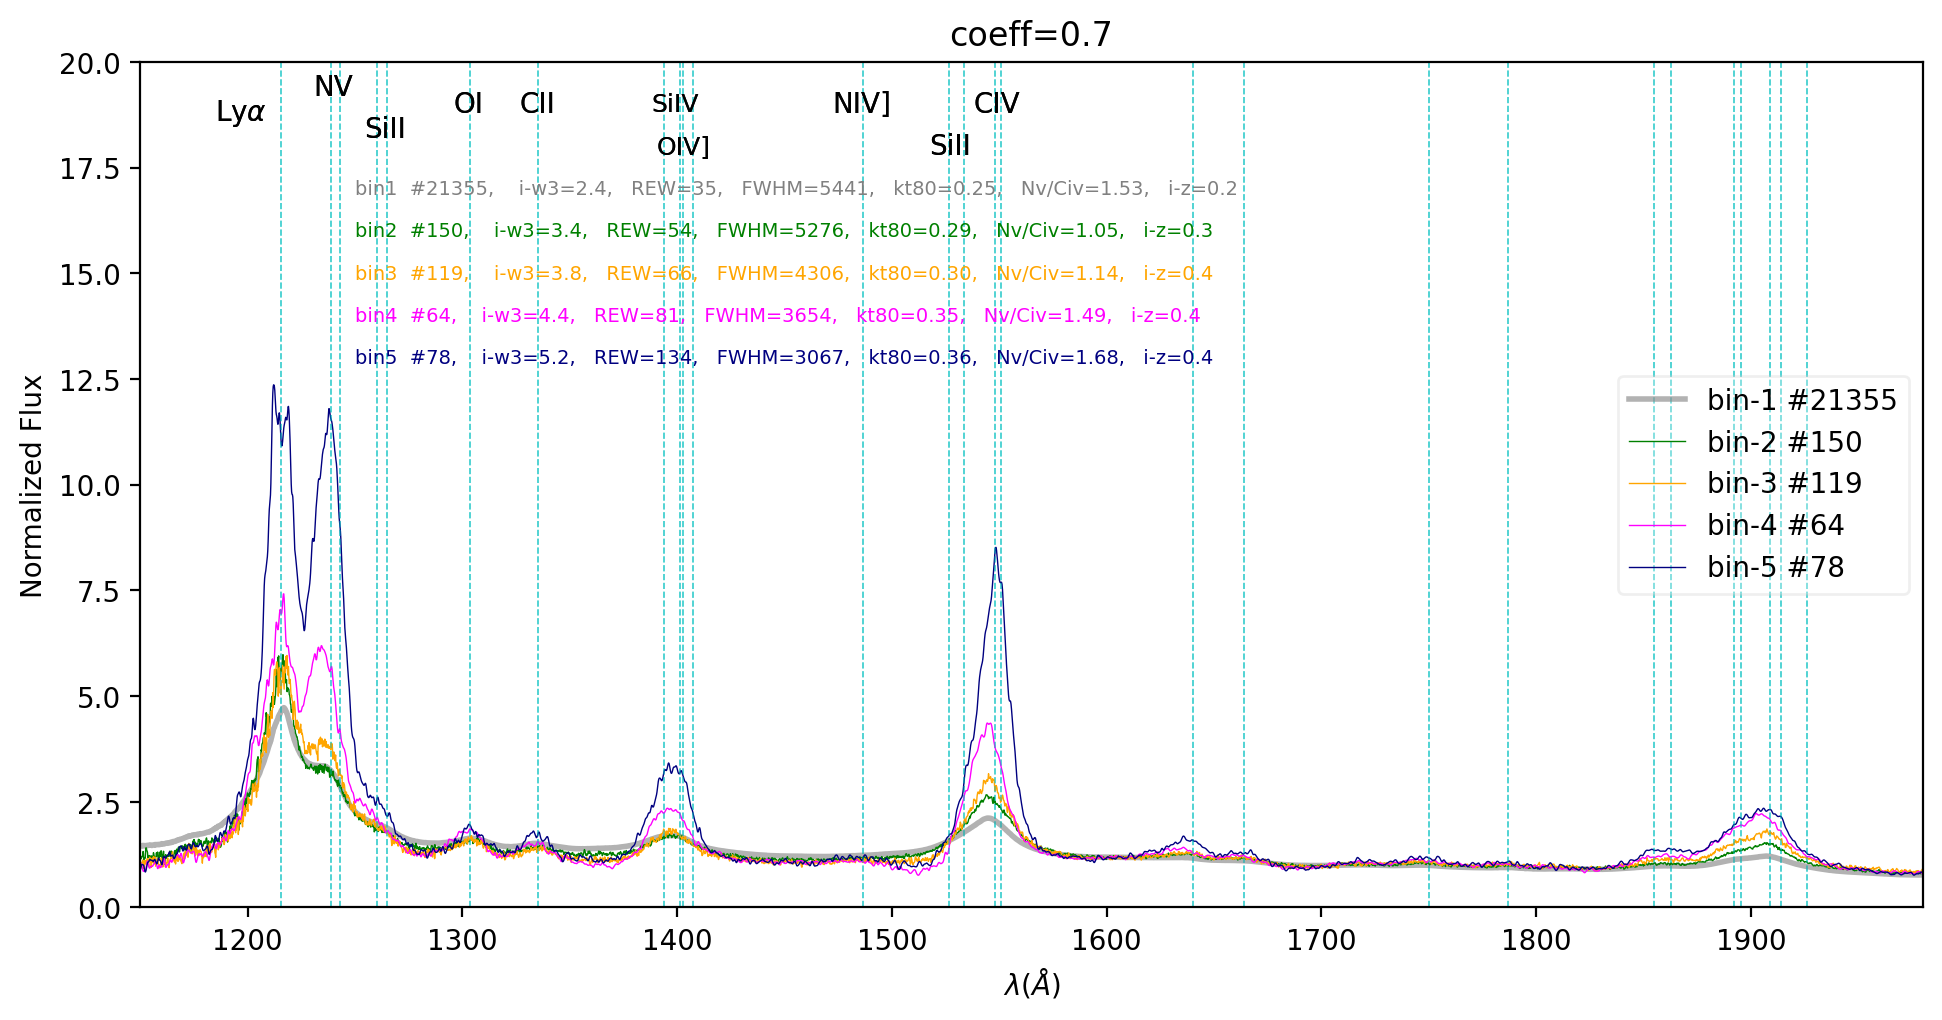 coeff=0.7
20.0
17.5
15.0
12.5
10.0
7.5
5.0
2.5
0.0
Normalized Flux
Lyα
NV
SiII
OI
CII
SiIV
OIV]
NIV]
SiII
CIV
bin1 #21355, i-w3=2.4, REW=35, FWHM=5441, kt80=0.25, Nv/Civ=1.53, i-z=0.2
bin2 #150, i-w3=3.4, REW=54, FWHM=5276, kt80=0.29, Nv/Civ=1.05, i-z=0.3
bin3 #119, i-w3=3.8, REW=66, FWHM=4306, kt80=0.30, Nv/Civ=1.14, i-z=0.4
bin4 #64, i-w3=4.4, REW=81, FWHM=3654, kt80=0.35, Nv/Civ=1.49, i-z=0.4
bin5 #78, i-w3=5.2, REW=134, FWHM=3067, kt80=0.36, Nv/Civ=1.68, i-z=0.4
bin-1 #21355
bin-2 #150
bin-3 #119
bin-4 #64
bin-5 #78
1200 1300 1400 1500 1600 1700 1800 1900
λ(Å)